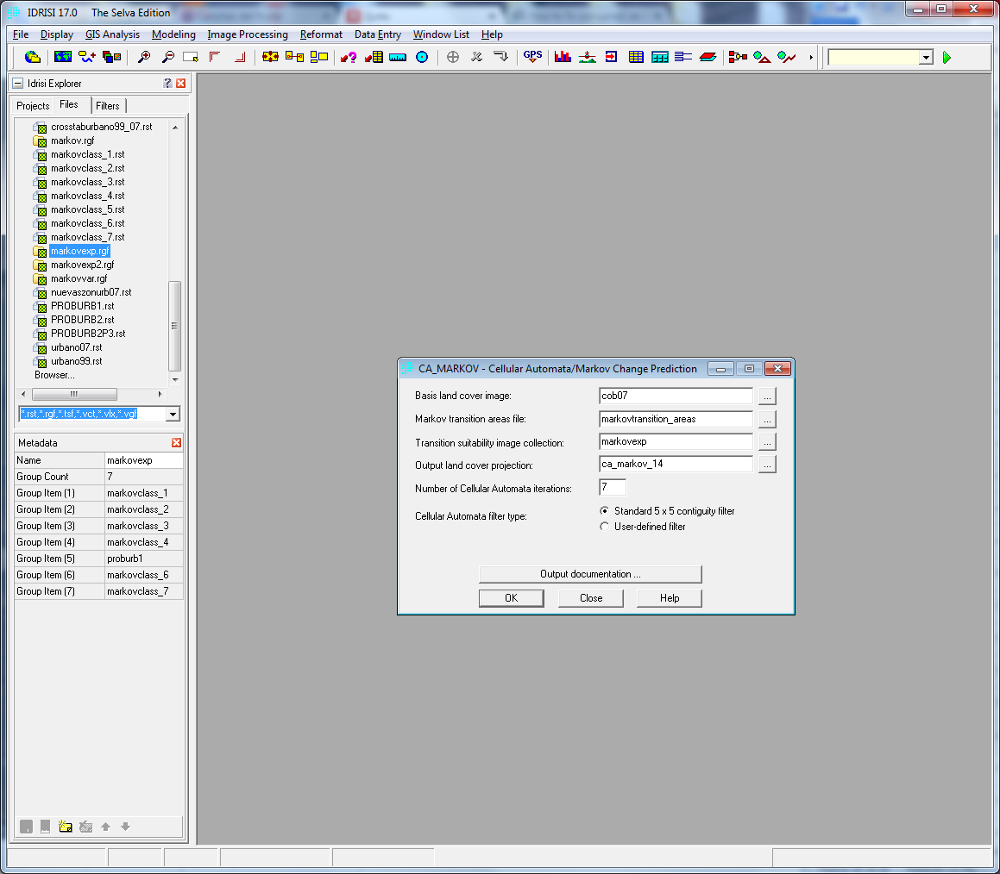 IDRISI 17.0 The Selva Edition
File Display GIS Analysis Modeling Image Processing Reformat Data Entry Window List Help
GPS
Idrisi Explorer
Projects Files Filters
crosstaburbano99_07.rst
markov.rgf
markovclass_1.rst
markovclass_2.rst
markovclass_3.rst
markovclass_4.rst
markovclass_5.rst
markovclass_6.rst
markovclass_7.rst
markovexp.rgf
markovexp2.rgf
markovvar.rgf
nuevaszonurb07.rst
PROBURB1.rst
PROBURB2.rst
PROBURB2P3.rst
urbano07.rst
urbano99.rst
Browser...
*.rst,*.rgf,*.tsf,*.vct,*.vlx,*.vgf
Metadata
Name markovexp
Group Count 7
Group Item (1) markovclass_1
Group Item (2) markovclass_2
Group Item (3) markovclass_3
Group Item (4) markovclass_4
Group Item (5) proburb1
Group Item (6) markovclass_6
Group Item (7) markovclass_7
CA_MARKOV - Cellular Automata/Markov Change Prediction
Basis land cover image: cob07 ...
Markov transition areas file: markovtransition_areas ...
Transition suitability image collection: markovexp ...
Output land cover projection: ca_markov_14 ...
Number of Cellular Automata iterations: 7
Cellular Automata filter type: Standard 5 x 5 contiguity filter
User-defined filter
Output documentation ...
OK Close Help